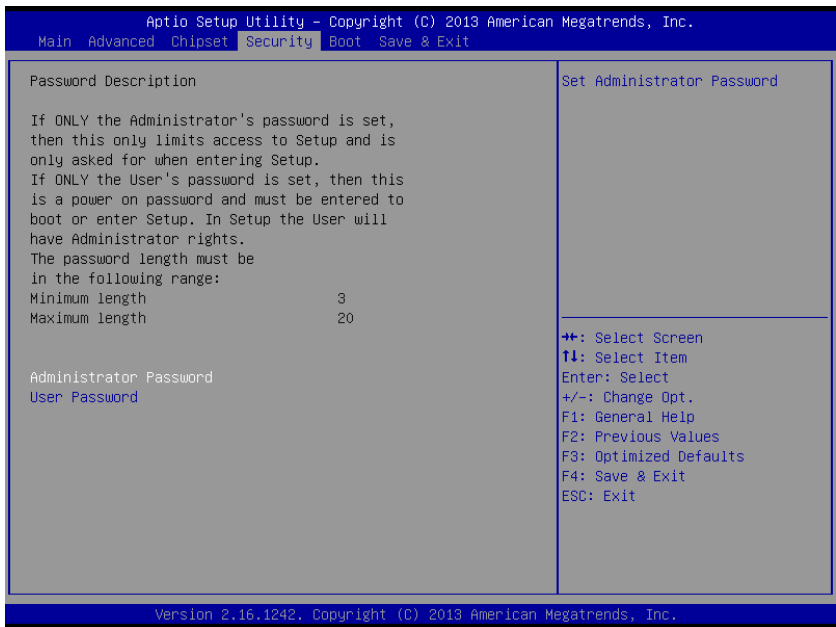 Aptio Setup Utility – Copyright (C) 2013 American Megatrends, Inc.
Main Advanced Chipset Security Boot Save & Exit
Password Description
If ONLY the Administrator's password is set,
then this only limits access to Setup and is
only asked for when entering Setup.
If ONLY the User's password is set, then this
is a power on password and must be entered to
boot or enter Setup. In Setup the User will
have Administrator rights.
The password length must be
in the following range:
Minimum length 3
Maximum length 20
Administrator Password
User Password
Set Administrator Password
→←: Select Screen
↑↓: Select Item
Enter: Select
+/-: Change Opt.
F1: General Help
F2: Previous Values
F3: Optimized Defaults
F4: Save & Exit
ESC: Exit
Version 2.16.1242. Copyright (C) 2013 American Megatrends, Inc.